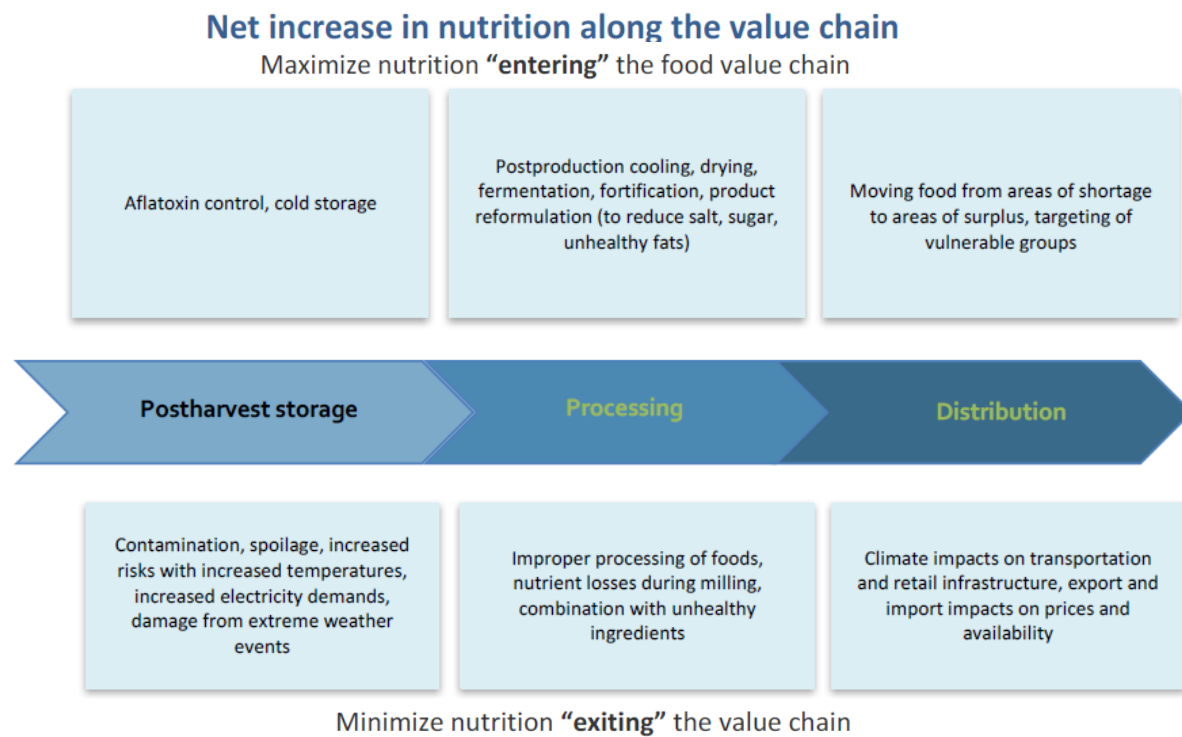 Net increase in nutrition along the value chain
Maximize nutrition “entering” the food value chain
Aflatoxin control, cold storage
Postproduction cooling, drying,
fermentation, fortification, product
reformulation (to reduce salt, sugar,
unhealthy fats)
Moving food from areas of shortage
to areas of surplus, targeting of
vulnerable groups
Postharvest storage
Processing
Distribution
Contamination, spoilage, increased
risks with increased temperatures,
increased electricity demands,
damage from extreme weather
events
Improper processing of foods,
nutrient losses during milling,
combination with unhealthy
ingredients
Climate impacts on transportation
and retail infrastructure, export and
import impacts on prices and
availability
Minimize nutrition “exiting” the value chain